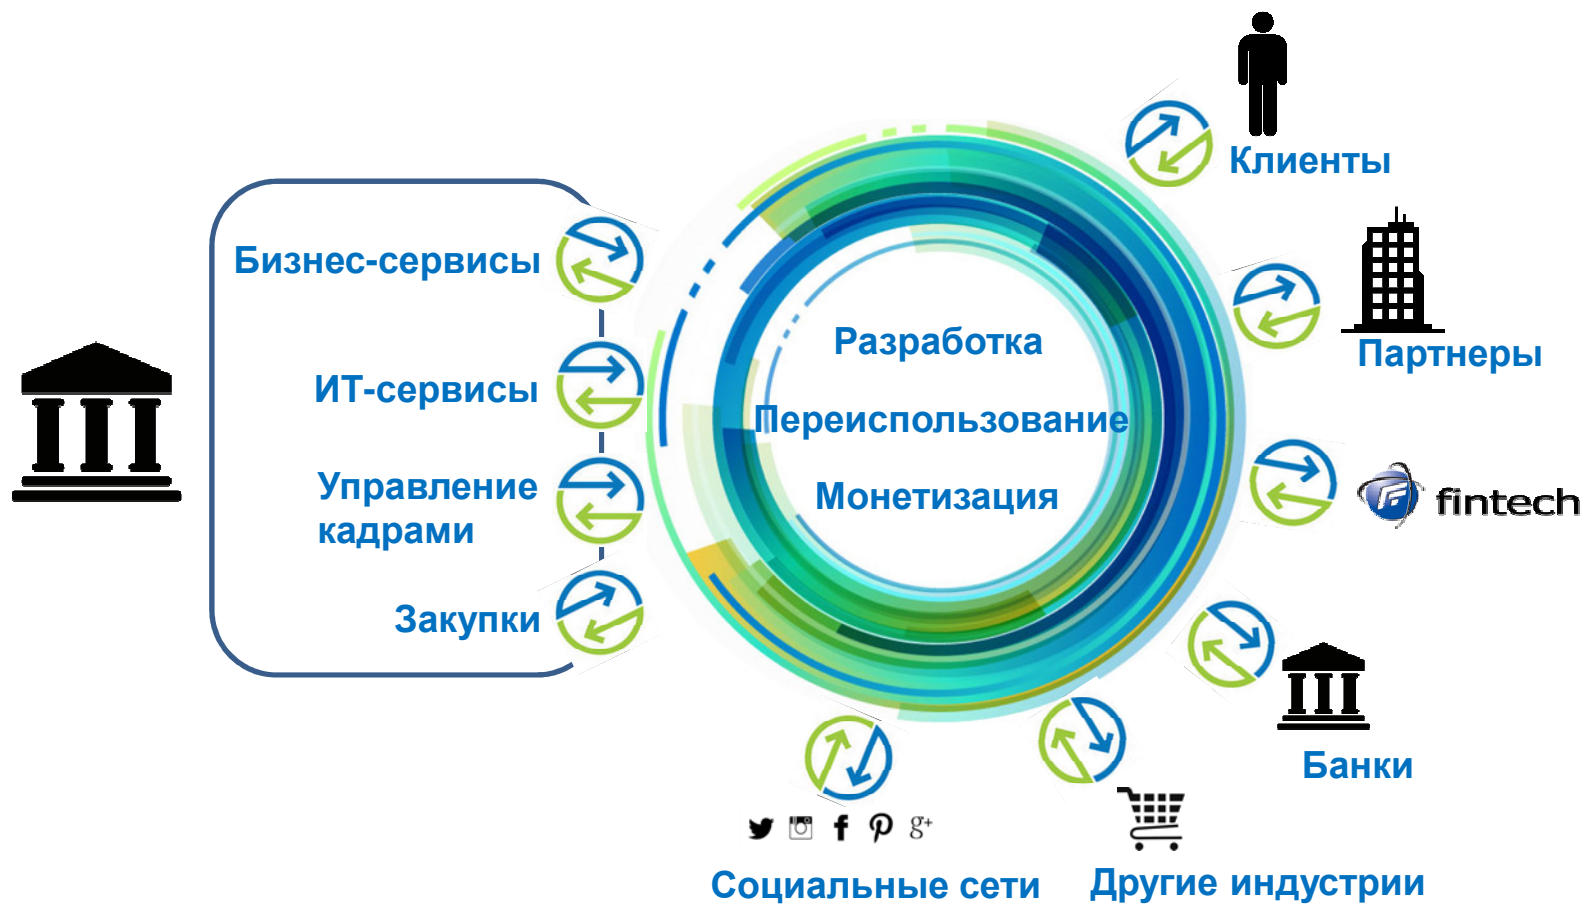 Бизнес-сервисы
ИТ-сервисы
Управление
кадрами
Закупки
Разработка
Переиспользование
Монетизация
Клиенты
Партнеры
fintech
Банки
Другие индустрии
g+
Социальные сети